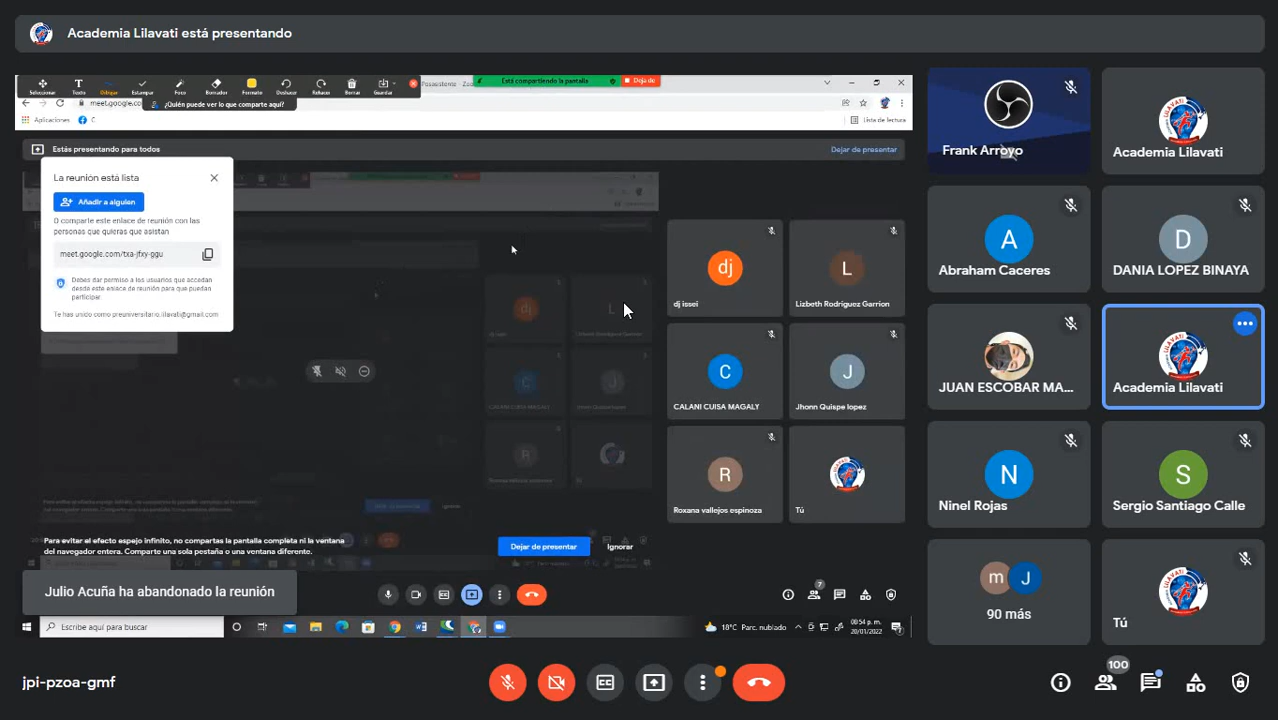 Academia Lilavati está presentando
Seleccionar
Texto
Dibujar
Estampar
Foco
Borrador
Formato
Deshacer
Rehacer
Borrar
Guardar
Está compartiendo la pantalla
Deja de
meet.google.co
¿Quién puede ver lo que comparte aquí?
Aplicaciones
Lista de lectura
Estás presentando para todos
Dejar de presentar
La reunión está lista
Añadir a alguien
O comparte este enlace de reunión con las
personas que quieras que asistan
meet.google.com/txa-jfxy-ggu
Debes dar permiso a los usuarios que accedan
desde este enlace de reunión para que puedan
participar.
Te has unido como preuniversitario.lilavati@gmail.com
dj
dj issei
L
Lizbeth Rodriguez Garrion
C
CALANI CUISA MAGALY
J
Jhonn Quispe lopez
R
Roxana vallejos espinoza
Tú
Para evitar el efecto espejo infinito, no compartas la pantalla completa ni la ventana
del navegador entera. Comparte una sola pestaña o una ventana diferente.
Dejar de presentar
Ignorar
Julio Acuña ha abandonado la reunión
7
Escribe aquí para buscar
18°C Parc. nublado
08:54 p. m.
20/01/2022
Frank Arroyo
Academia Lilavati
A
Abraham Caceres
D
DANIA LOPEZ BINAYA
JUAN ESCOBAR MA...
Academia Lilavati
N
Ninel Rojas
S
Sergio Santiago Calle
m J
90 más
Tú
jpi-pzoa-gmf
100